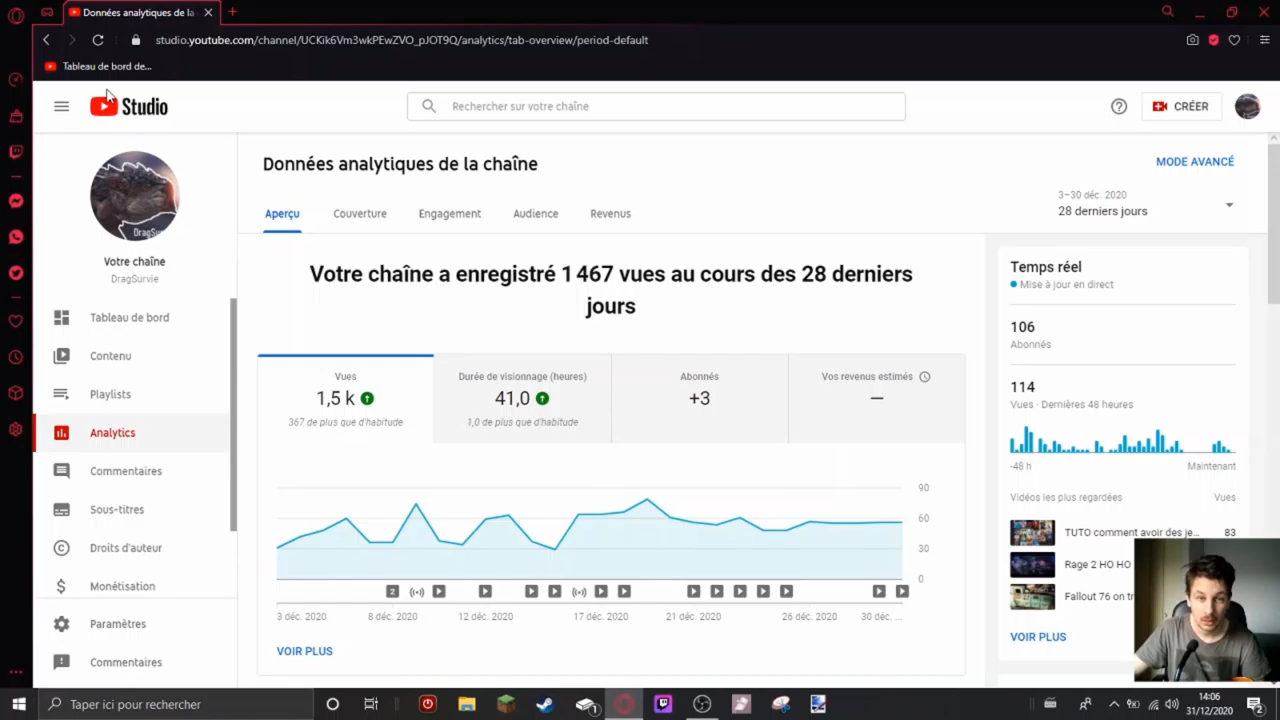 Données analytiques de la
studio.youtube.com/channel/UCKik6Vm3wkPEwZVO_pJOT9Q/analytics/tab-overview/period-default
Tableau de bord de...
Studio
Rechercher sur votre chaîne
CRÉER
DragSu
Votre chaîne
DragSurvie
Tableau de bord
Contenu
Playlists
Analytics
Commentaires
Sous-titres
Droits d'auteur
Monétisation
Paramètres
Commentaires
Données analytiques de la chaîne
MODE AVANCÉ
Aperçu Couverture Engagement Audience Revenus
3–30 déc. 2020
28 derniers jours
Votre chaîne a enregistré 1 467 vues au cours des 28 derniers
jours
Vues
1,5 k
367 de plus que d'habitude
Durée de visionnage (heures)
41,0
1,0 de plus que d'habitude
Abonnés
+3
Vos revenus estimés
—
90
60
30
0
2
3 déc. 2020 8 déc. 2020 12 déc. 2020 17 déc. 2020 21 déc. 2020 26 déc. 2020 30 déc. ...
VOIR PLUS
Temps réel
Mise à jour en direct
106
Abonnés
114
Vues · Dernières 48 heures
-48 h Maintenant
Vidéos les plus regardées Vues
TUTO comment avoir des je... 83
Rage 2 HO HO
Fallout 76 on tr
VOIR PLUS
Taper ici pour rechercher
1
14:06
31/12/2020
2